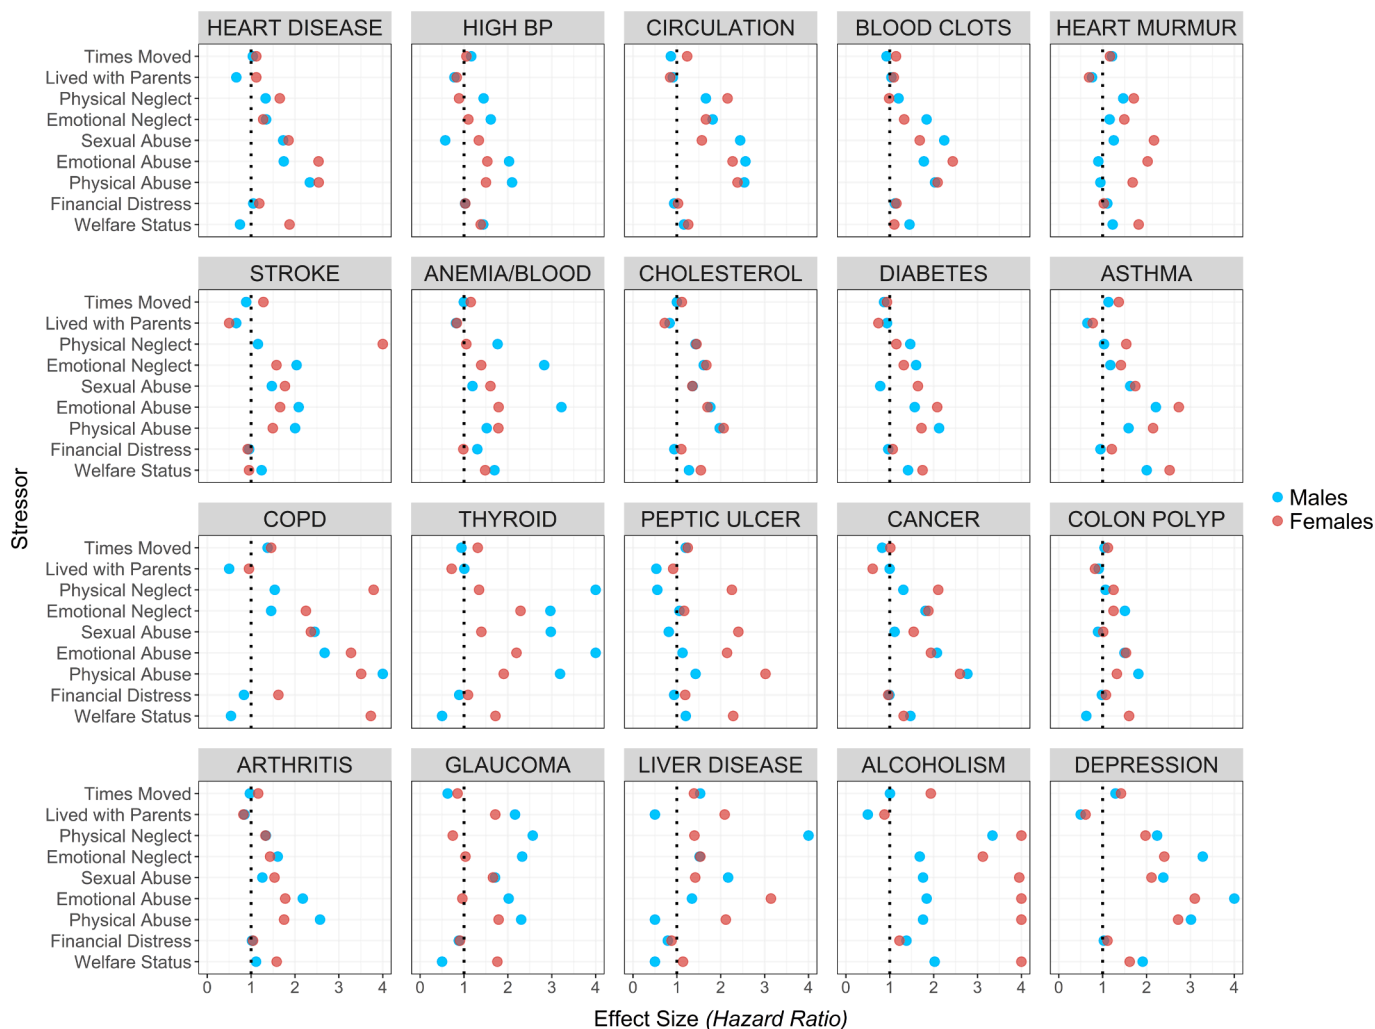 HEART DISEASE HIGH BP CIRCULATION BLOOD CLOTS HEART MURMUR
Times Moved
Lived with Parents
Physical Neglect
Emotional Neglect
Sexual Abuse
Emotional Abuse
Physical Abuse
Financial Distress
Welfare Status
STROKE ANEMIA/BLOOD CHOLESTEROL DIABETES ASTHMA
Times Moved
Lived with Parents
Physical Neglect
Emotional Neglect
Sexual Abuse
Emotional Abuse
Physical Abuse
Financial Distress
Welfare Status
Stressor
Males
Females
COPD THYROID PEPTIC ULCER CANCER COLON POLYP
Times Moved
Lived with Parents
Physical Neglect
Emotional Neglect
Sexual Abuse
Emotional Abuse
Physical Abuse
Financial Distress
Welfare Status
ARTHRITIS GLAUCOMA LIVER DISEASE ALCOHOLISM DEPRESSION
Times Moved
Lived with Parents
Physical Neglect
Emotional Neglect
Sexual Abuse
Emotional Abuse
Physical Abuse
Financial Distress
Welfare Status
0 1 2 3 4 0 1 2 3 4 0 1 2 3 4 0 1 2 3 4 0 1 2 3 4
Effect Size (Hazard Ratio)